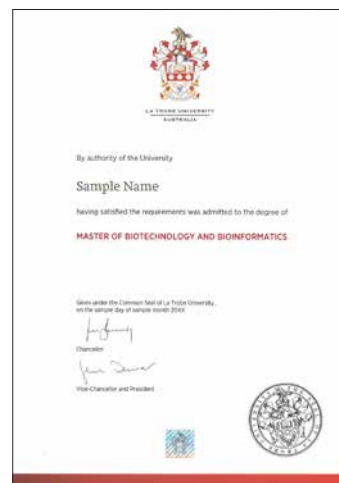 LA TROBE UNIVERSITY
AUSTRALIA
By authority of the University
Sample Name
having satisfied the requirements was admitted to the degree of
MASTER OF BIOTECHNOLOGY AND BIOINFORMATICS
Given under the Common Seal of La Trobe University,
on the sample day of sample month 20XX
Chancellor
Vice-Chancellor and President